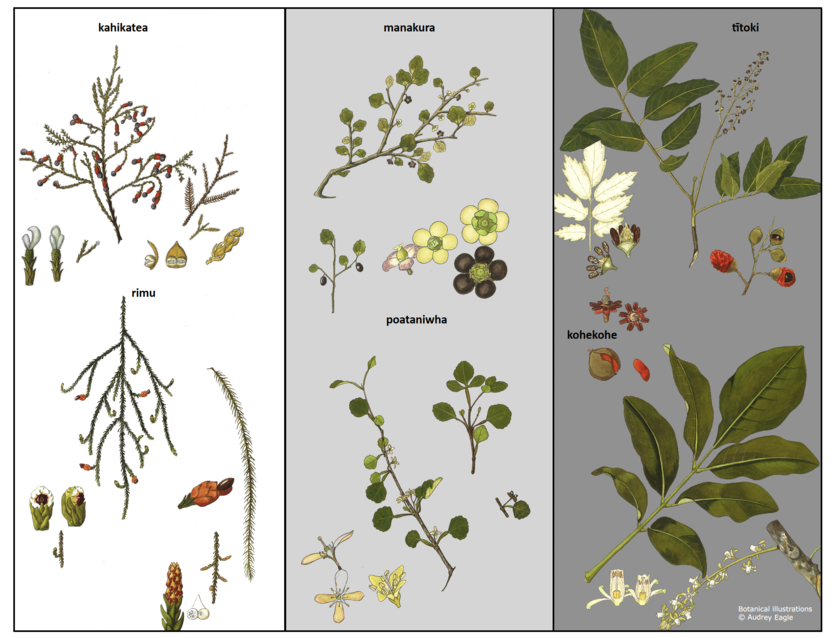 kahikatea
manakura
tītoki
rimu
poataniwha
kohekohe
Botanical illustrations
© Audrey Eagle